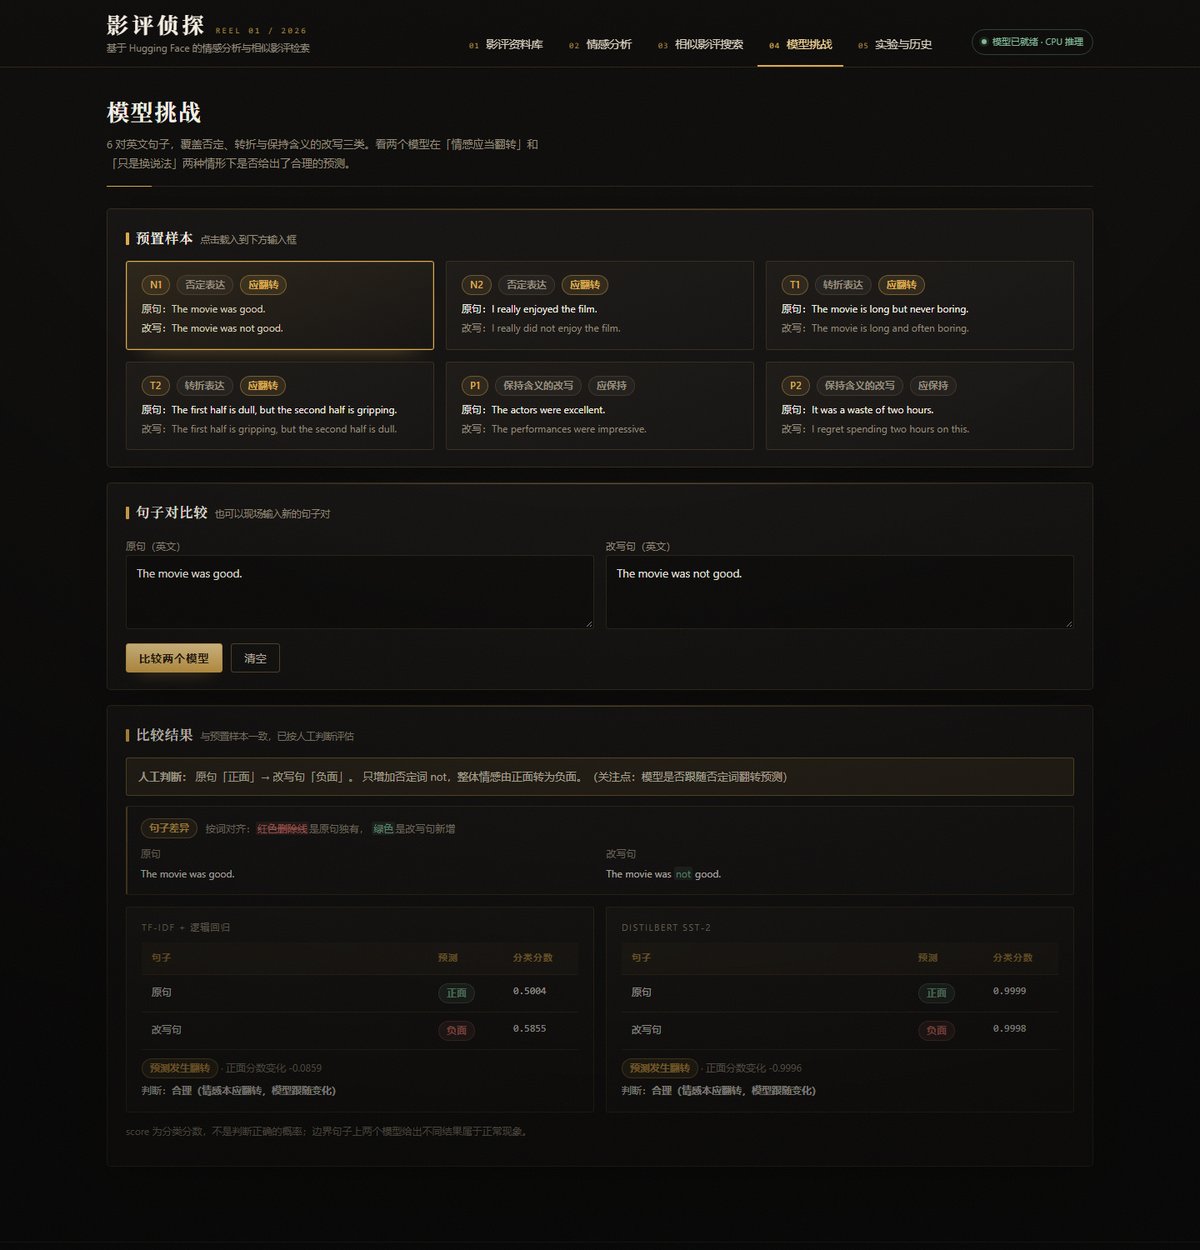 影评侦探 REEL 01 / 2026
基于 Hugging Face 的情感分析与相似影评检索
01 影评资料库 02 情感分析 03 相似影评搜索 04 模型挑战 05 实验与历史
模型已就绪 · CPU 推理
模型挑战
6 对英文句子，覆盖否定、转折与保持含义的改写三类。看两个模型在「情感应当翻转」和
「只是换说法」两种情形下是否给出了合理的预测。
预置样本 点击载入到下方输入框
N1 否定表达 应翻转
原句：The movie was good.
改写：The movie was not good.
N2 否定表达 应翻转
原句：I really enjoyed the film.
改写：I really did not enjoy the film.
T1 转折表达 应翻转
原句：The movie is long but never boring.
改写：The movie is long and often boring.
T2 转折表达 应翻转
原句：The first half is dull, but the second half is gripping.
改写：The first half is gripping, but the second half is dull.
P1 保持含义的改写 应保持
原句：The actors were excellent.
改写：The performances were impressive.
P2 保持含义的改写 应保持
原句：It was a waste of two hours.
改写：I regret spending two hours on this.
句子对比较 也可以现场输入新的句子对
原句（英文）
The movie was good.
改写句（英文）
The movie was not good.
比较两个模型 清空
比较结果 与预置样本一致，已按人工判断评估
人工判断： 原句「正面」→ 改写句「负面」。 只增加否定词 not，整体情感由正面转为负面。（关注点：模型是否跟随否定词翻转预测）
句子差异 按词对齐：红色删除线是原句独有， 绿色是改写句新增
原句
The movie was good.
改写句
The movie was not good.
TF-IDF + 逻辑回归
句子 预测 分类分数
原句 正面 0.5004
改写句 负面 0.5855
预测发生翻转 · 正面分数变化 -0.0859
判断：合理（情感本应翻转，模型跟随变化）
DISTILBERT SST-2
句子 预测 分类分数
原句 正面 0.9999
改写句 负面 0.9998
预测发生翻转 · 正面分数变化 -0.9996
判断：合理（情感本应翻转，模型跟随变化）
score 为分类分数，不是判断正确的概率；边界句子上两个模型给出不同结果属于正常现象。